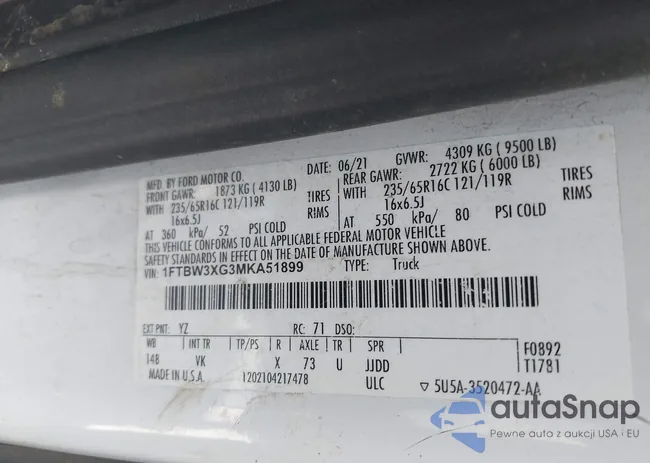 MFD. BY FORD MOTOR CO. DATE: 06/21 GVWR: 4309 KG ( 9500 LB)
FRONT GAWR: 1873 KG ( 4130 LB) REAR GAWR: 2722 KG ( 6000 LB)
WITH 235/65R16C 121/119R TIRES WITH 235/65R16C 121/119R TIRES
16x6.5J RIMS 16x6.5J RIMS
AT 360 kPa/ 52 PSI COLD AT 550 kPa/ 80 PSI COLD
THIS VEHICLE CONFORMS TO ALL APPLICABLE FEDERAL MOTOR VEHICLE
SAFETY STANDARDS IN EFFECT ON THE DATE OF MANUFACTURE SHOWN ABOVE.
VIN: 1FTBW3XG3MKA51899 TYPE: Truck
EXT PNT: YZ RC: 71 DSO:
WB INT TR TP/PS R AXLE TR SPR F0892
148 VK X 73 U JJDD T1781
MADE IN U.S.A. 1202104217478 ULC ▽ 5U5A-3520472-AA
autaSnap
Pewne auta z aukcji USA i EU